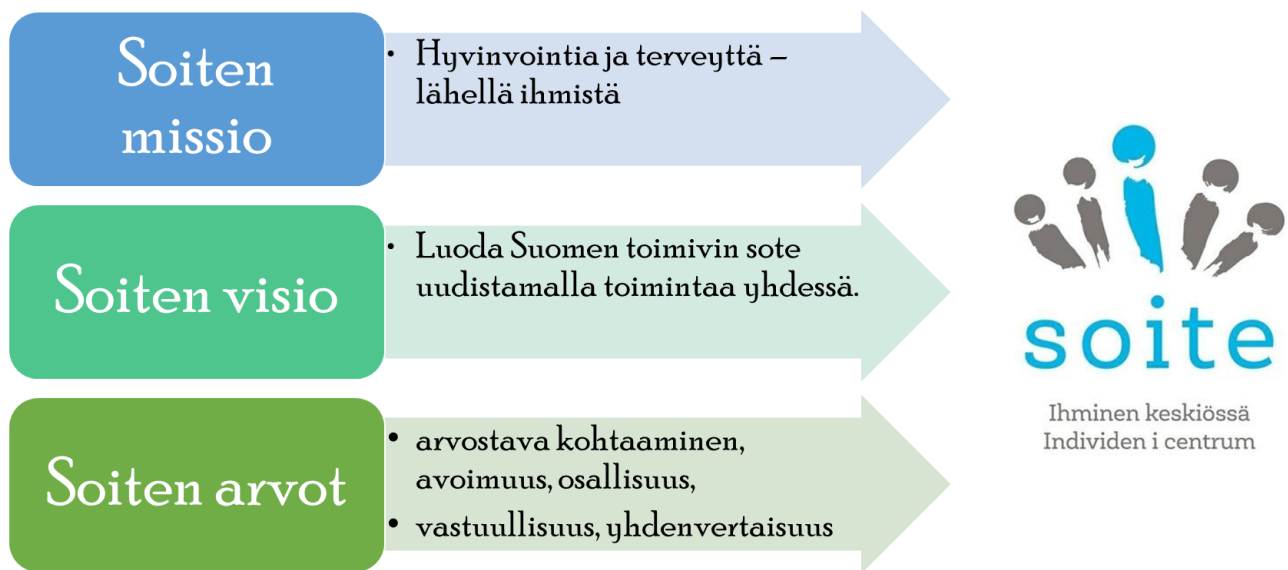 Soiten
missio
• Hyvinvointia ja terveyttä –
lähellä ihmistä
Soiten visio
• Luoda Suomen toimivin sote
uudistamalla toimintaa yhdessä.
Soiten arvot
• arvostava kohtaaminen,
avoimuus, osallisuus,
• vastuullisuus, yhdenvertaisuus
soite
Ihminen keskiössä
Individen i centrum